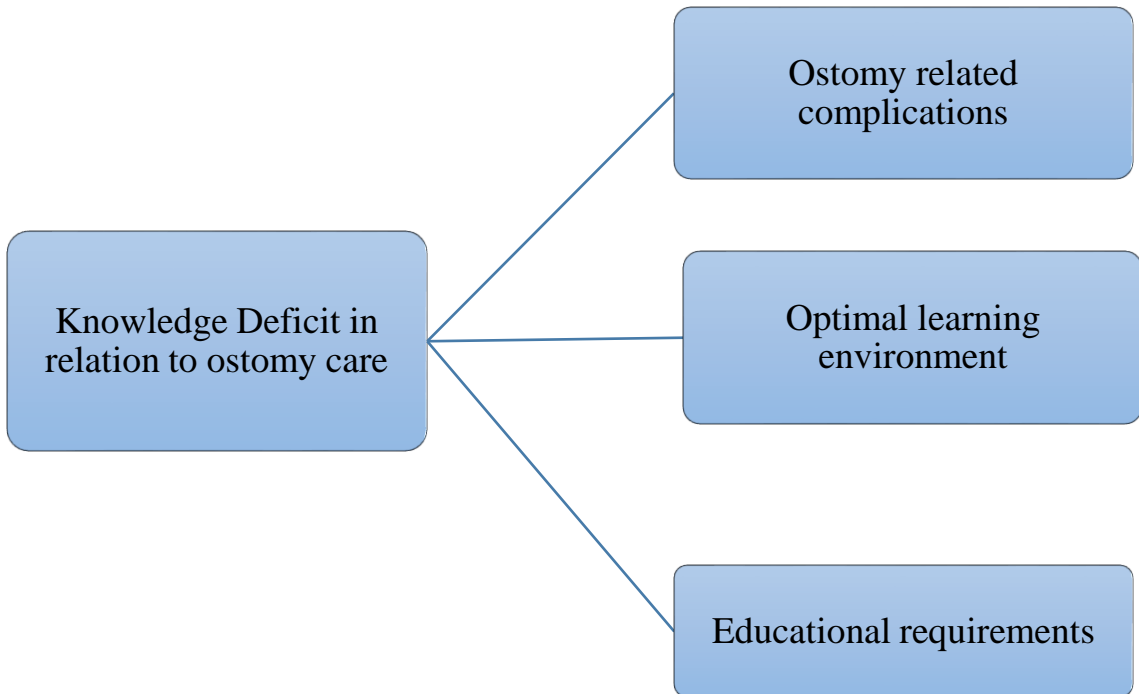 Ostomy related
complications
Knowledge Deficit in
relation to ostomy care
Optimal learning
environment
Educational requirements